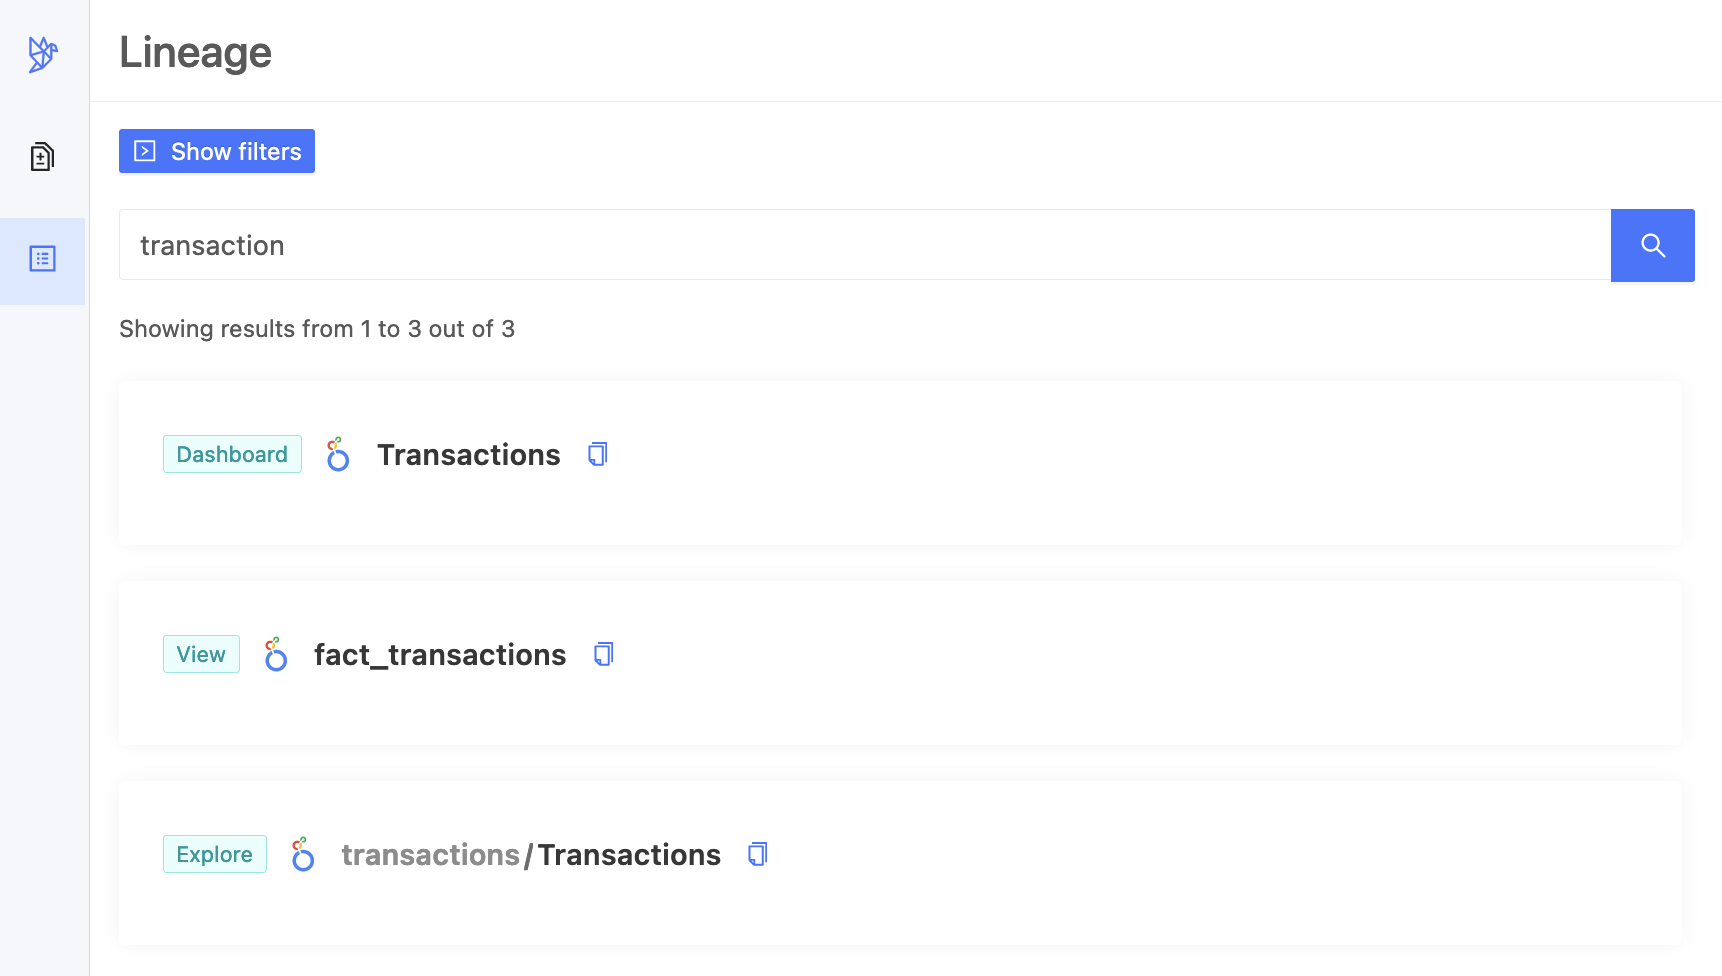 Lineage
Show filters
transaction
Showing results from 1 to 3 out of 3
Dashboard Transactions
View fact_transactions
Explore transactions/Transactions